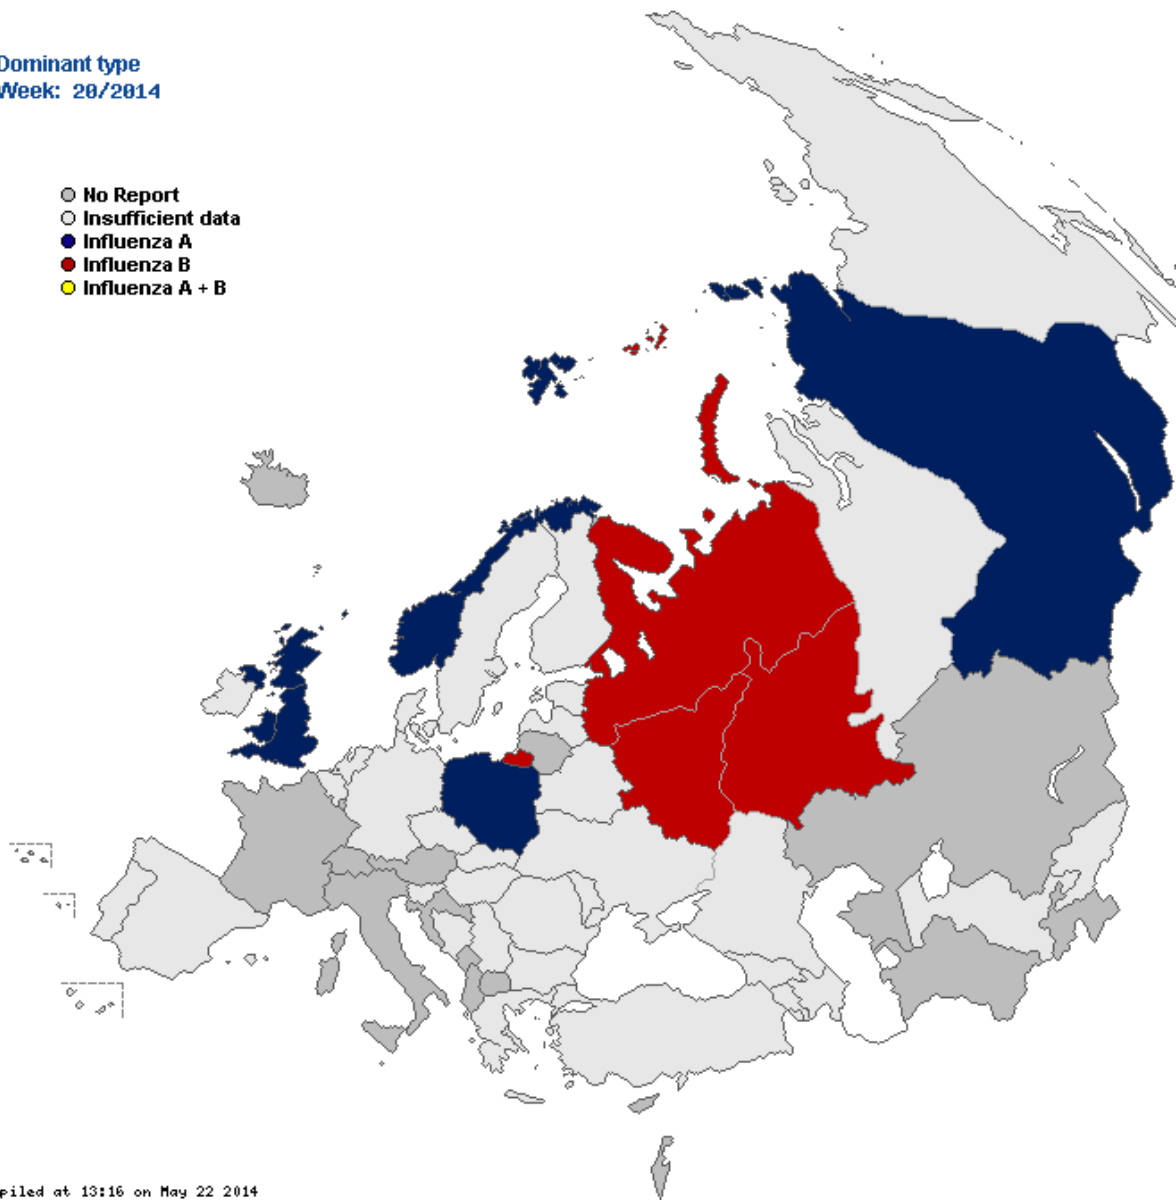 Dominant type
Week: 20/2014
No Report
Insufficient data
Influenza A
Influenza B
Influenza A + B
piled at 13:16 on May 22 2014